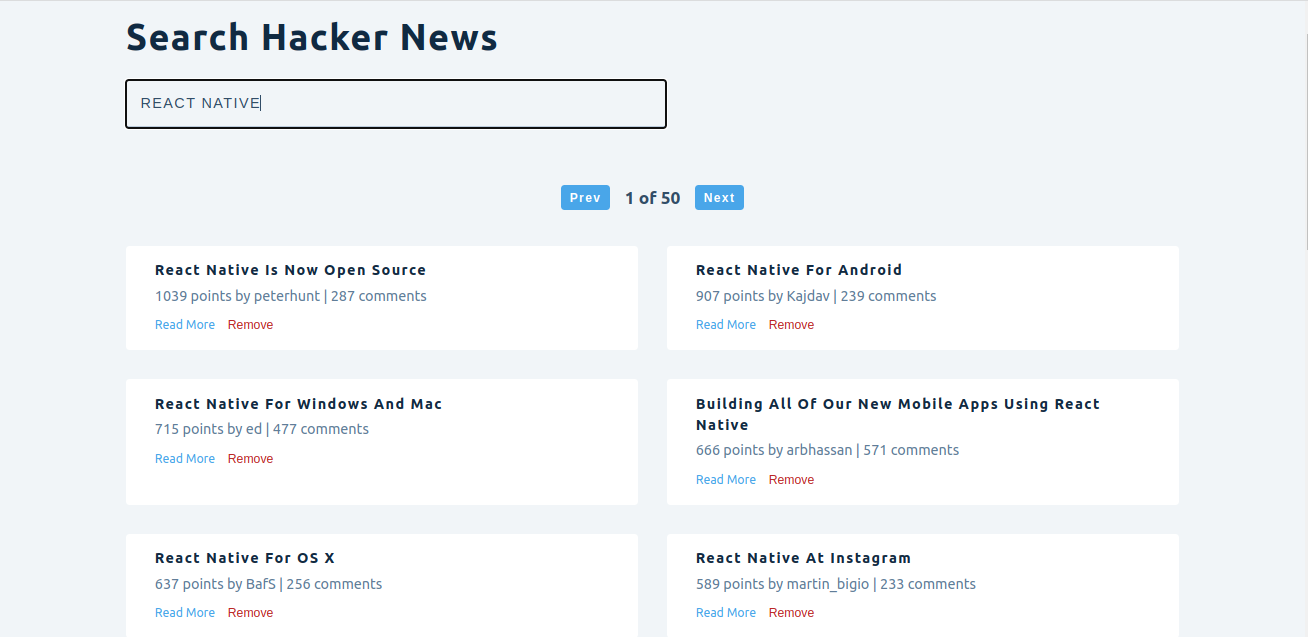 Search Hacker News
REACT NATIVE
Prev 1 of 50 Next
React Native Is Now Open Source
1039 points by peterhunt | 287 comments
Read More Remove
React Native For Android
907 points by Kajdav | 239 comments
Read More Remove
React Native For Windows And Mac
715 points by ed | 477 comments
Read More Remove
Building All Of Our New Mobile Apps Using React
Native
666 points by arbhassan | 571 comments
Read More Remove
React Native For OS X
637 points by BafS | 256 comments
Read More Remove
React Native At Instagram
589 points by martin_bigio | 233 comments
Read More Remove